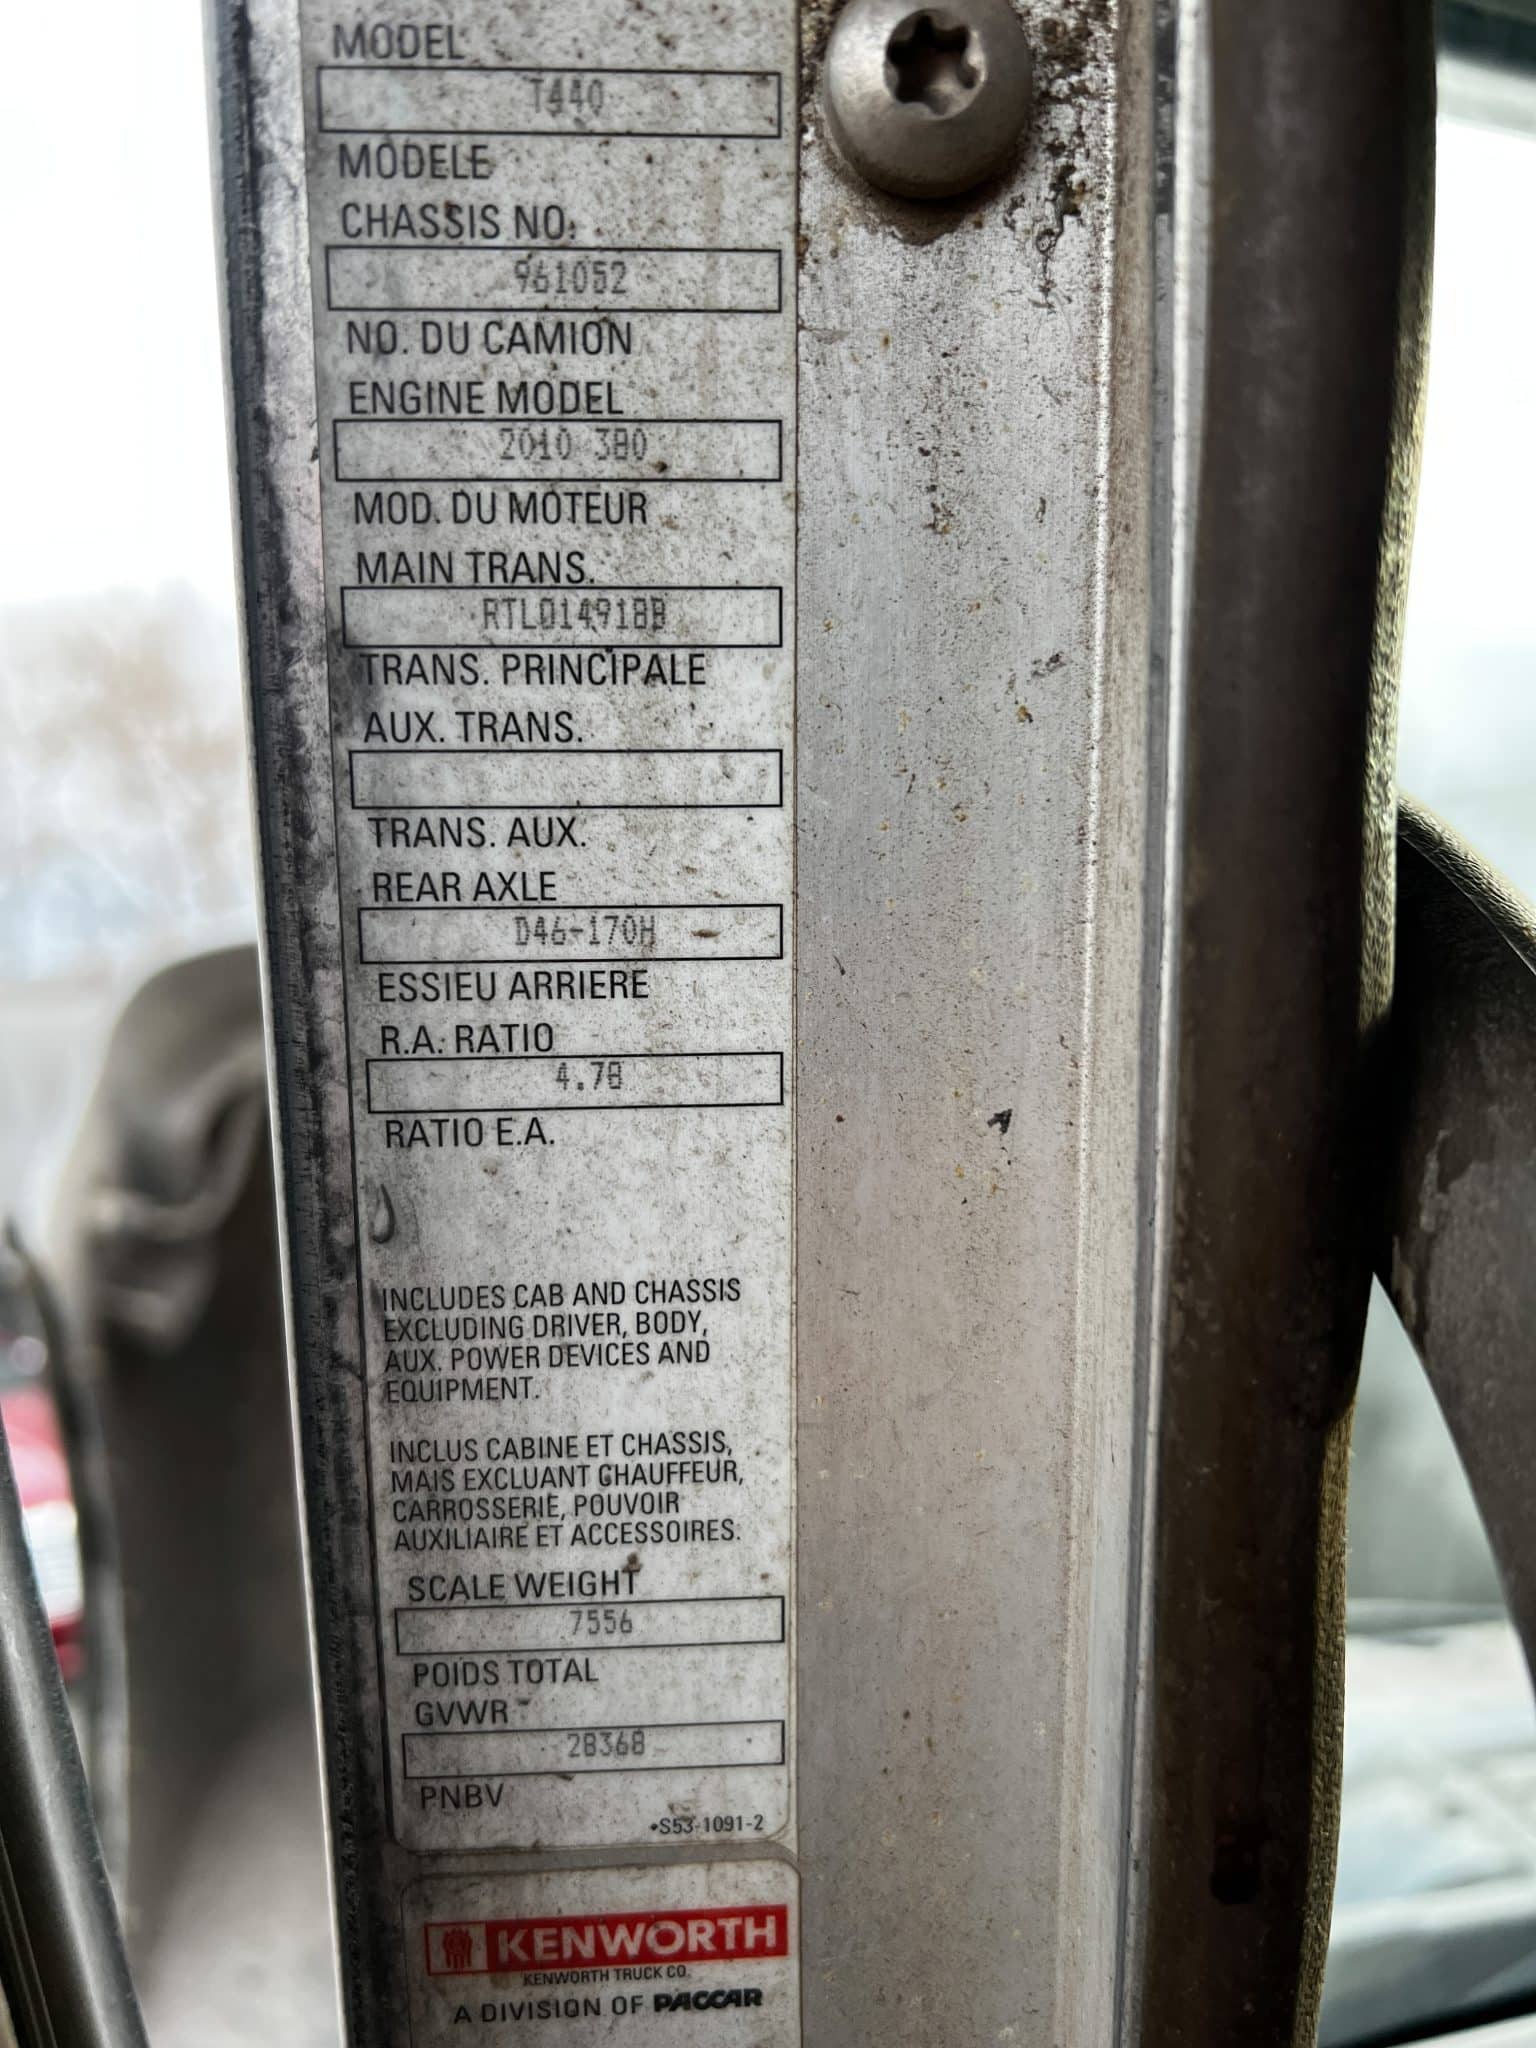 MODEL
T440
MODELE
CHASSIS NO.
961052
NO. DU CAMION
ENGINE MODEL
2010 380
MOD. DU MOTEUR
MAIN TRANS.
RTLO14918B
TRANS. PRINCIPALE
AUX. TRANS.
TRANS. AUX.
REAR AXLE
D46-170H
ESSIEU ARRIERE
R.A. RATIO
4.78
RATIO E.A.
INCLUDES CAB AND CHASSIS
EXCLUDING DRIVER, BODY,
AUX. POWER DEVICES AND
EQUIPMENT.
INCLUS CABINE ET CHASSIS,
MAIS EXCLUANT CHAUFFEUR,
CARROSSERIE, POUVOIR
AUXILIAIRE ET ACCESSOIRES.
SCALE WEIGHT
7556
POIDS TOTAL
GVWR
28368
PNBV
•S53-1091-2
KENWORTH
KENWORTH TRUCK CO.
A DIVISION OF PACCAR